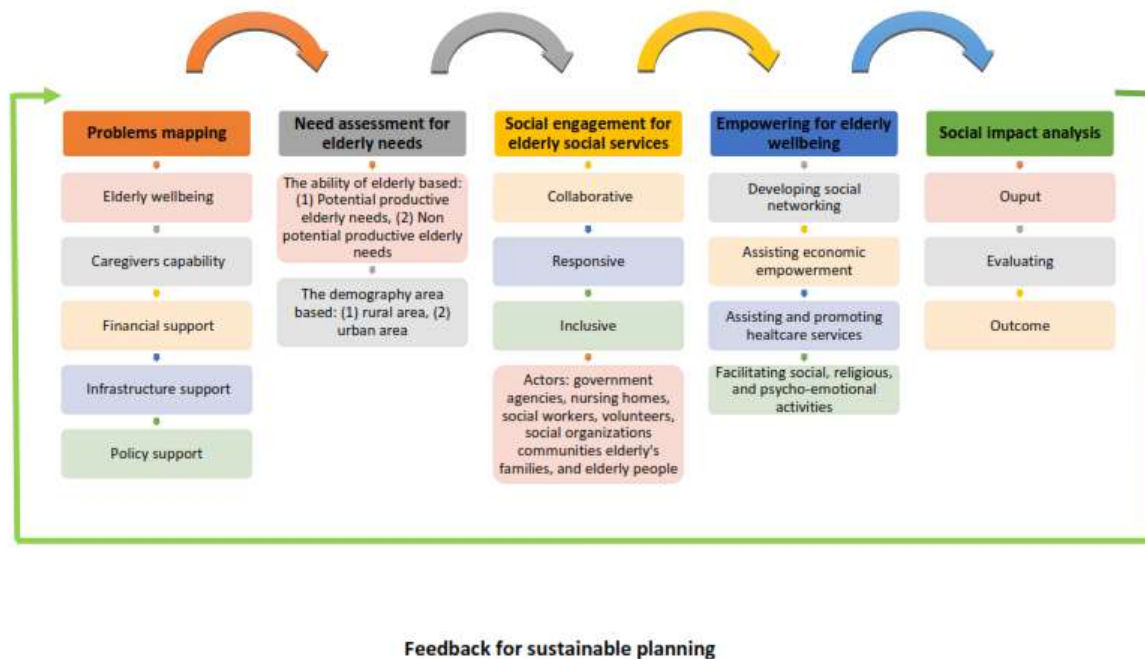 Problems mapping
Elderly wellbeing
Caregivers capability
Financial support
Infrastructure support
Policy support
Need assessment for
elderly needs
The ability of elderly based:
(1) Potential productive
elderly needs, (2) Non
potential productive elderly
needs
The demography area
based: (1) rural area, (2)
urban area
Social engagement for
elderly social services
Collaborative
Responsive
Inclusive
Actors: government
agencies, nursing homes,
social workers, volunteers,
social organizations
communities elderly's
families, and elderly people
Empowering for elderly
wellbeing
Developing social
networking
Assisting economic
empowerment
Assisting and promoting
healtcare services
Facilitating social, religious,
and psycho-emotional
activities
Social impact analysis
Ouput
Evaluating
Outcome
Feedback for sustainable planning